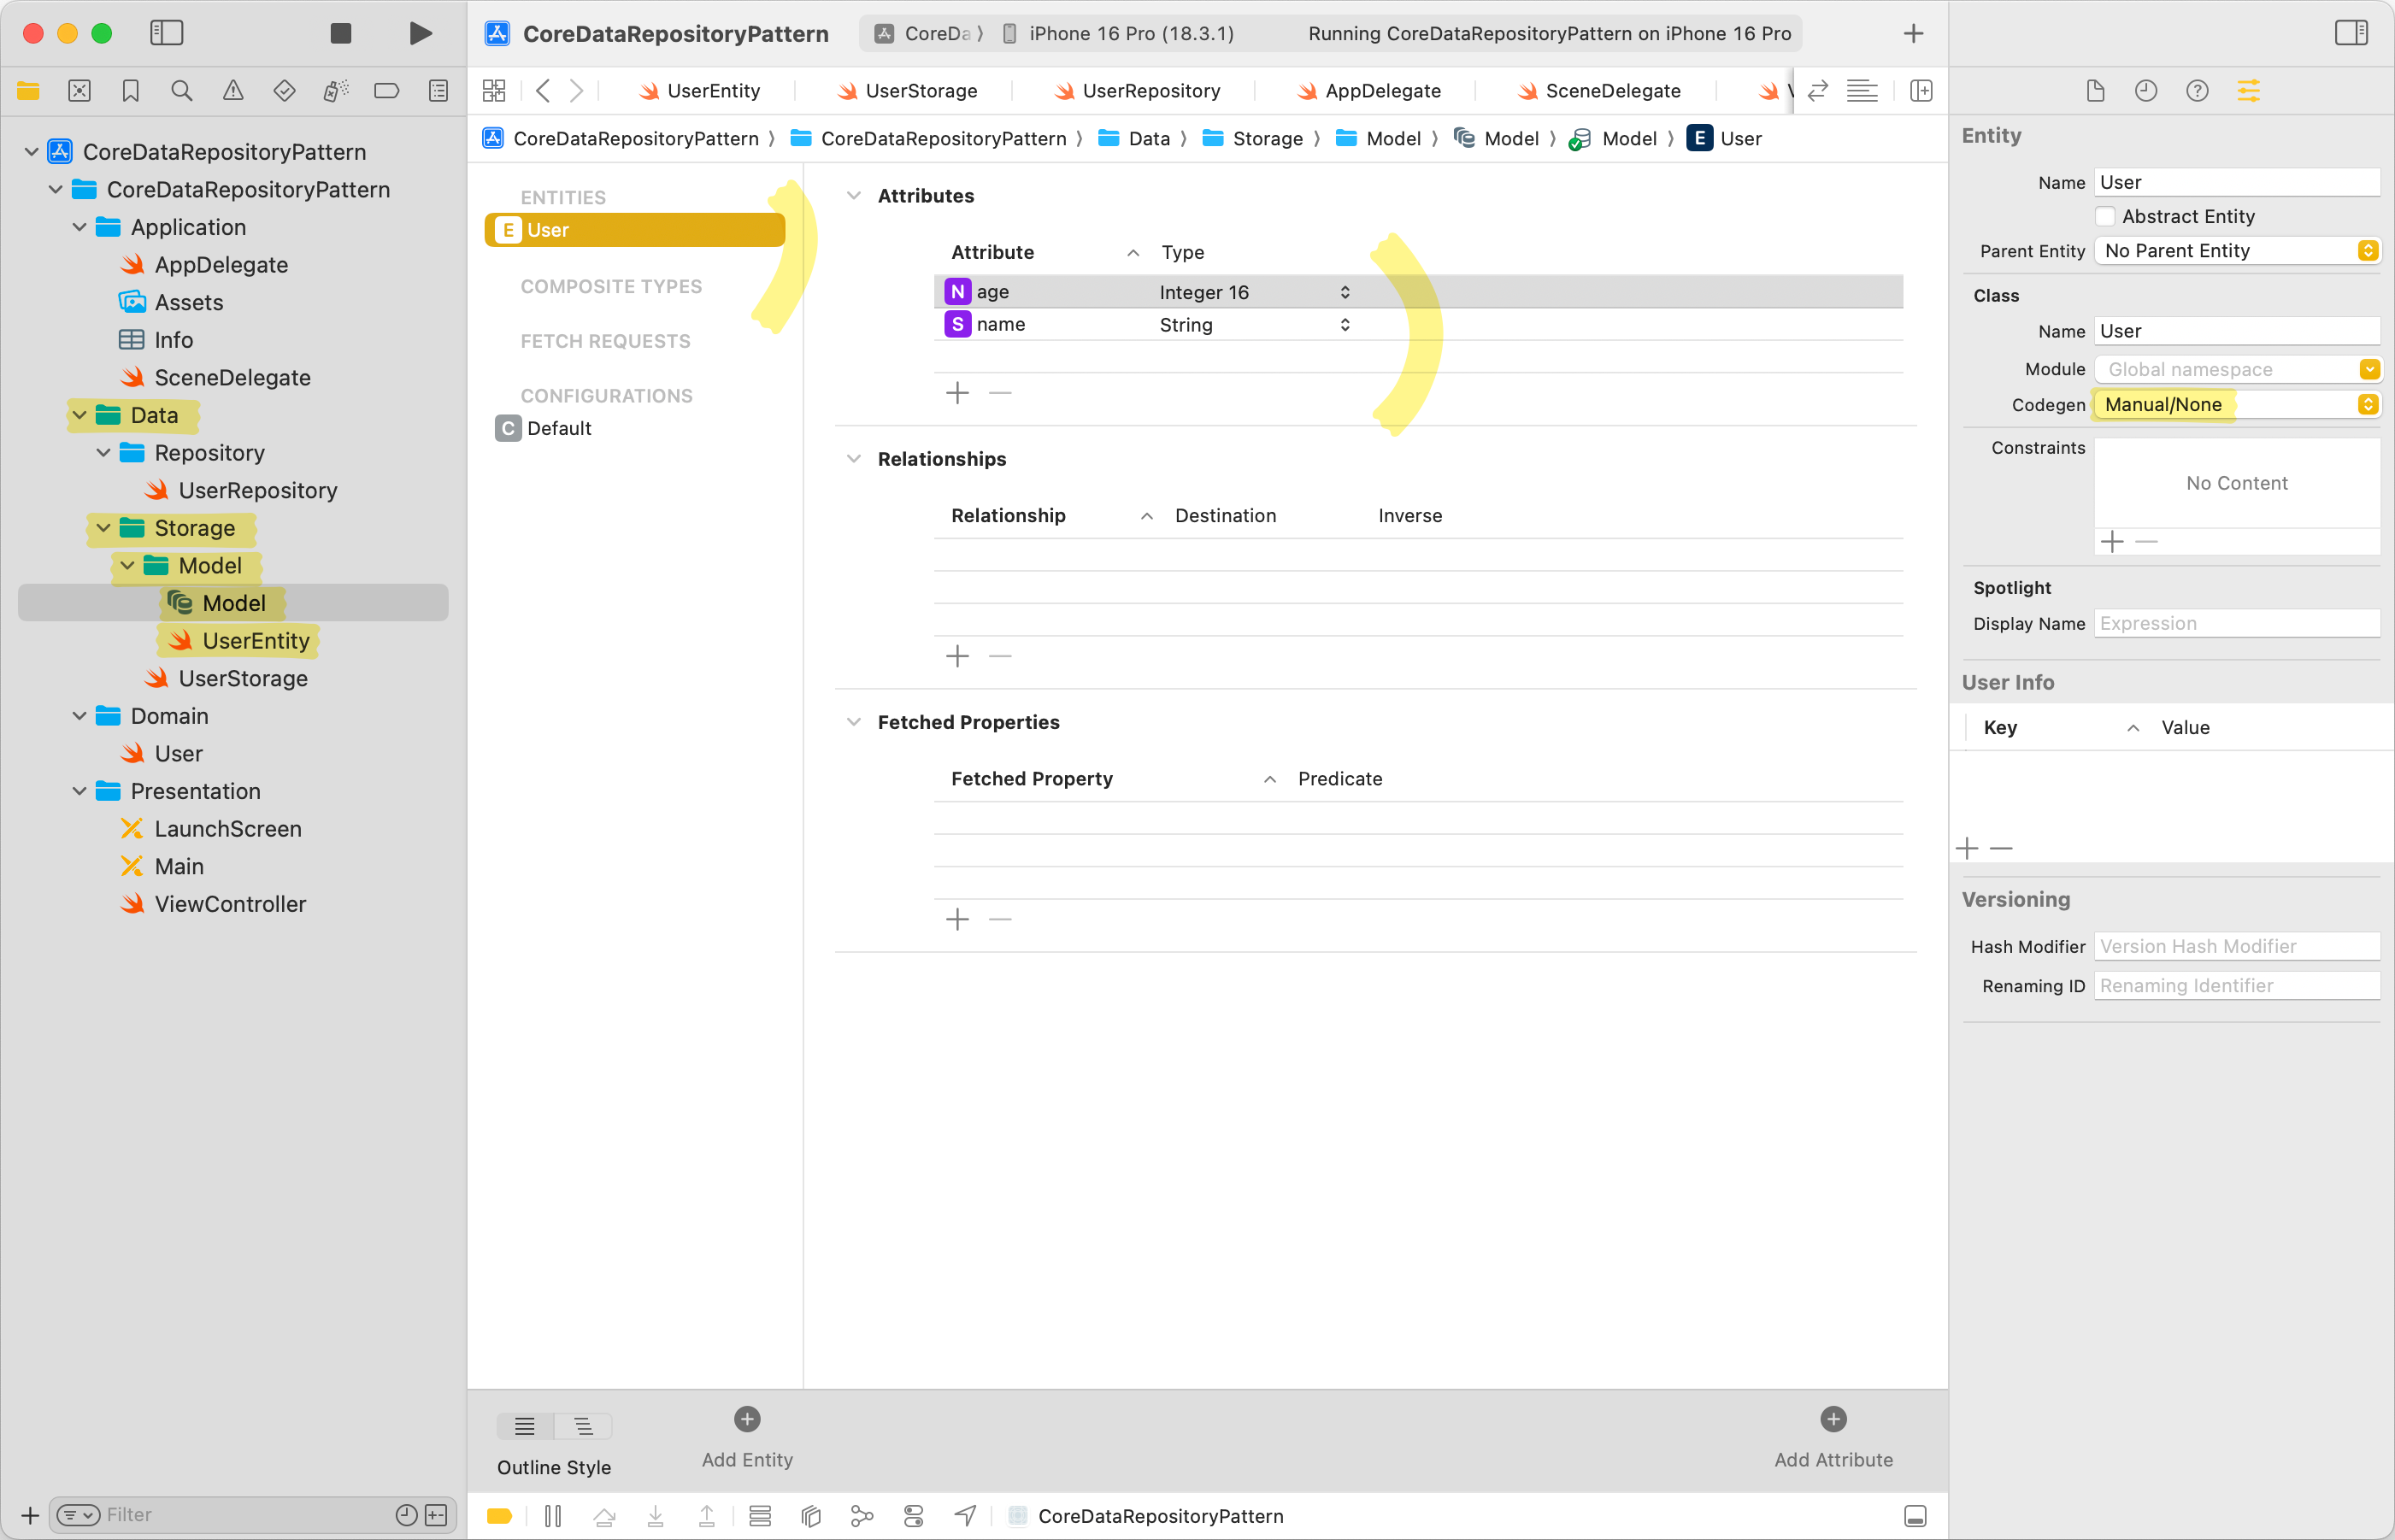 CoreDataRepositoryPattern
CoreDa
iPhone 16 Pro (18.3.1)
Running CoreDataRepositoryPattern on iPhone 16 Pro
UserEntity
UserStorage
UserRepository
AppDelegate
SceneDelegate
CoreDataRepositoryPattern
CoreDataRepositoryPattern
Data
Storage
Model
Model
Model
E User
CoreDataRepositoryPattern
CoreDataRepositoryPattern
Application
AppDelegate
Assets
Info
SceneDelegate
Data
Repository
UserRepository
Storage
Model
Model
UserEntity
UserStorage
Domain
User
Presentation
LaunchScreen
Main
ViewController
Filter
ENTITIES
E User
COMPOSITE TYPES
FETCH REQUESTS
CONFIGURATIONS
C Default
Attributes
Attribute Type
N age Integer 16
S name String
Relationships
Relationship Destination Inverse
Fetched Properties
Fetched Property Predicate
Outline Style
Add Entity
Add Attribute
CoreDataRepositoryPattern
Entity
Name User
Abstract Entity
Parent Entity No Parent Entity
Class
Name User
Module Global namespace
Codegen Manual/None
Constraints
No Content
Spotlight
Display Name Expression
User Info
Key Value
Versioning
Hash Modifier Version Hash Modifier
Renaming ID Renaming Identifier